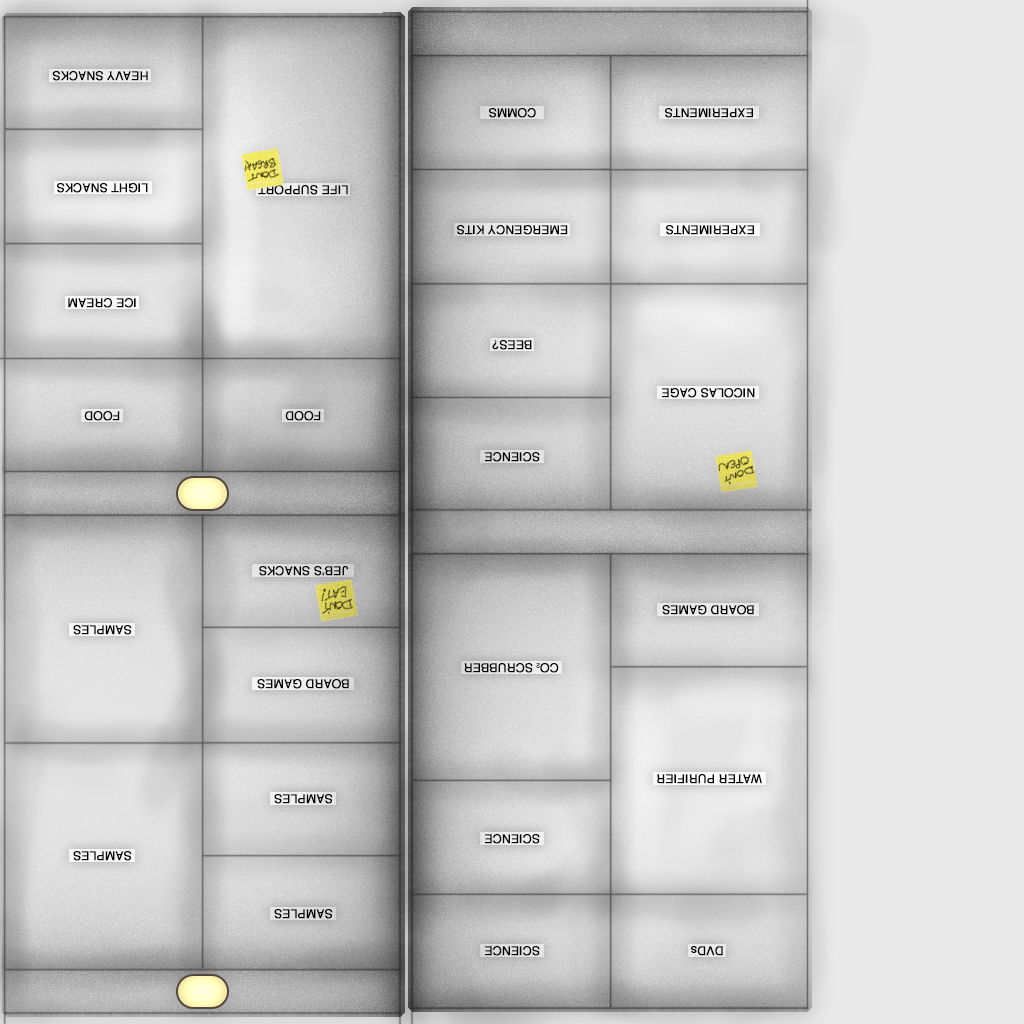 DVDs
SCIENCE
SCIENCE
WATER PURIFIER
CO₂ SCRUBBER
BOARD GAMES
DON'T
OPEN
SCIENCE
NICOLAS CAGE
BEES?
EXPERIMENTS
EMERGENCY KITS
EXPERIMENTS
COMMS
SAMPLES
SAMPLES
SAMPLES
BOARD GAMES
SAMPLES
DON'T
EAT!
JEB'S SNACKS
FOOD
FOOD
ICE CREAM
LIFE SUPPORT
LIGHT SNACKS
DON'T
BREAK!
HEAVY SNACKS